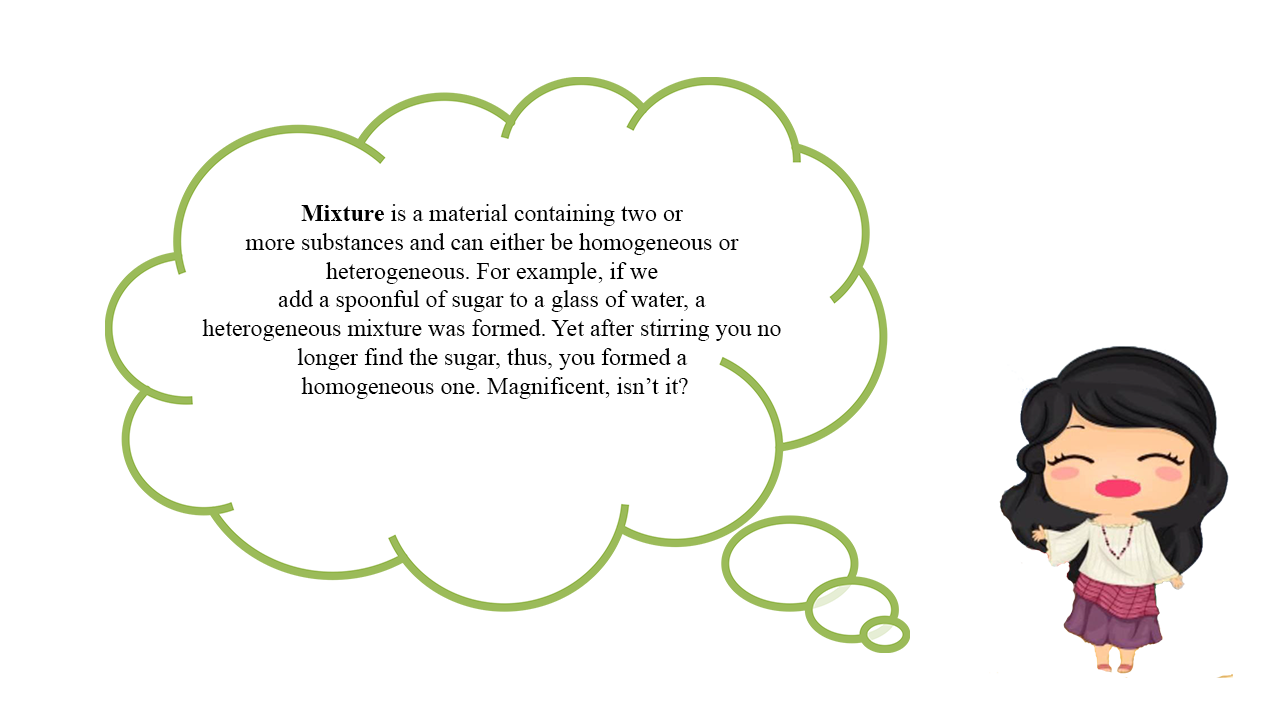 Mixture is a material containing two or
more substances and can either be homogeneous or
heterogeneous. For example, if we
add a spoonful of sugar to a glass of water, a
heterogeneous mixture was formed. Yet after stirring you no
longer find the sugar, thus, you formed a
homogeneous one. Magnificent, isn’t it?